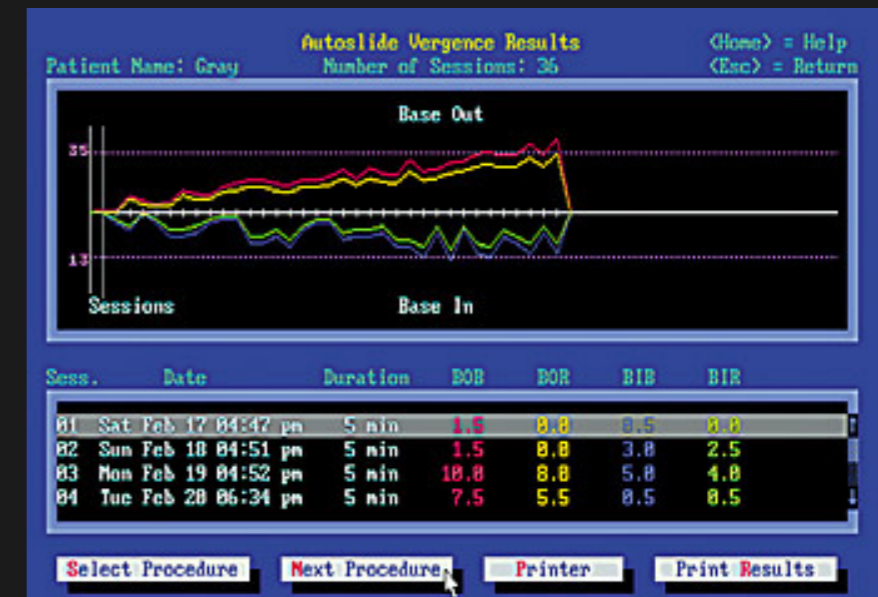 Autoslide Vergence Results <Home> = Help
Patient Name: Gray Number of Sessions: 36 <Esc> = Return
Base Out
35
13
Sessions Base In
Sess. Date Duration BOB BOR BIB BIR
01 Sat Feb 17 04:47 pm 5 min 1.5 0.0 0.5 0.0
02 Sun Feb 18 04:51 pm 5 min 1.5 0.0 3.0 2.5
03 Mon Feb 19 04:52 pm 5 min 10.0 8.0 5.0 4.0
04 Tue Feb 20 06:34 pm 5 min 7.5 5.5 0.5 0.5
Select Procedure Next Procedure Printer Print Results